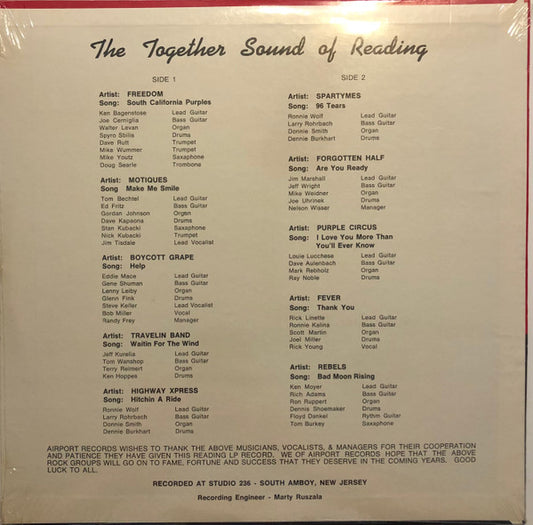 The Together Sound of Reading
SIDE 1
Artist: FREEDOM
Song: South California Purples
Ken Bagenstose Lead Guitar
Joe Cerniglia Bass Guitar
Walter Levan Organ
Spyro Stbilis Drums
Dave Rutt Trumpet
Mike Wummer Trumpet
Mike Youtz Saxaphone
Doug Searle Trombone
Artist: MOTIQUES
Song Make Me Smile
Tom Bechtel Lead Guitar
Ed Fritz Bass Guitar
Gordan Johnson Organ
Dave Kapaona Drums
Stan Kubacki Saxaphone
Nick Kubacki Trumpet
Jim Tisdale Lead Vocalist
Artist: BOYCOTT GRAPE
Song: Help
Eddie Mace Lead Guitar
Gene Shuman Bass Guitar
Lenny Leiby Organ
Glenn Fink Drums
Steve Keller Lead Vocalist
Bob Miller Vocal
Randy Frey Manager
Artist: TRAVELIN BAND
Song: Waitin For The Wind
Jeff Kurelia Lead Guitar
Tom Wanshop Bass Guitar
Terry Reimert Organ
Ken Hoppes Drums
Artist: HIGHWAY XPRESS
Song: Hitchin A Ride
Ronnie Wolf Lead Guitar
Larry Rohrbach Bass Guitar
Donnie Smith Organ
Dennie Burkhart Drums
SIDE 2
Artist: SPARTYMES
Song: 96 Tears
Ronnie Wolf Lead Guitar
Larry Rohrbach Bass Guitar
Donnie Smith Organ
Dennie Burkhart Drums
Artist: FORGOTTEN HALF
Song: Are You Ready
Jim Marshall Lead Guitar
Jeff Wright Bass Guitar
Mike Weidner Organ
Joe Uhrinek Drums
Nelson Wisser Manager
Artist: PURPLE CIRCUS
Song: I Love You More Than
You'll Ever Know
Louie Lucchese Lead Guitar
Dave Aulenbach Bass Guitar
Mark Rebholz Organ
Ray Noble Drums
Artist: FEVER
Song: Thank You
Rick Linette Lead Guitar
Ronnie Kalina Bass Guitar
Scott Martin Organ
Joel Miller Drums
Rick Young Vocal
Artist: REBELS
Song: Bad Moon Rising
Ken Moyer Lead Guitar
Rich Adams Bass Guitar
Ron Ruppert Organ
Dennis Shoemaker Drums
Floyd Dankel Rythm Guitar
Tom Burkey Saxaphone
AIRPORT RECORDS WISHES TO THANK THE ABOVE MUSICIANS, VOCALISTS, & MANAGERS FOR THEIR COOPERATION
AND PATIENCE THEY HAVE GIVEN THIS READING LP RECORD. WE OF AIRPORT RECORDS HOPE THAT THE ABOVE
ROCK GROUPS WILL GO ON TO FAME, FORTUNE AND SUCCESS THAT THEY DESERVE IN THE COMING YEARS. GOOD
LUCK TO ALL.
RECORDED AT STUDIO 236 - SOUTH AMBOY, NEW JERSEY
Recording Engineer - Marty Ruszala